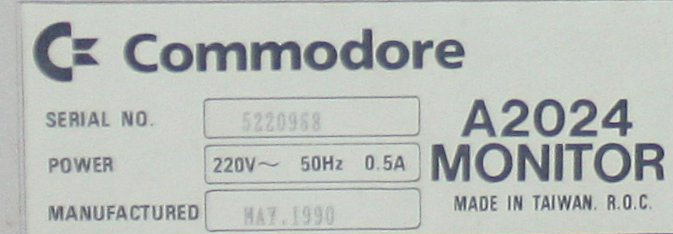 Commodore
SERIAL NO. 5220968
POWER 220V~ 50Hz 0.5A
MANUFACTURED MAY.1990
A2024
MONITOR
MADE IN TAIWAN. R.O.C.